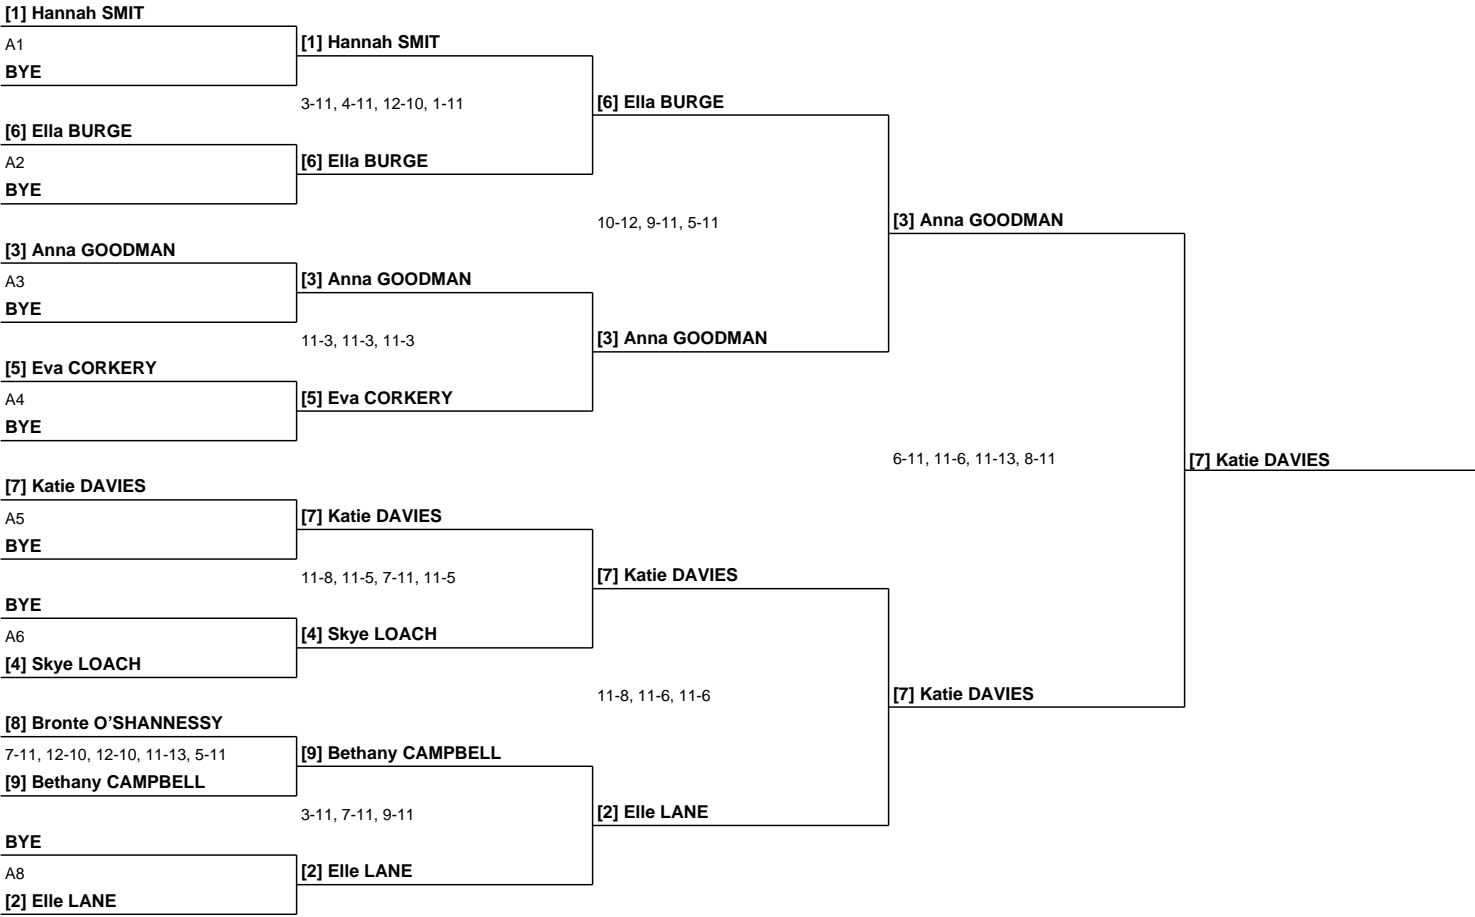 [1] Hannah SMIT
A1
BYE
[6] Ella BURGE
A2
BYE
[3] Anna GOODMAN
A3
BYE
[5] Eva CORKERY
A4
BYE
[7] Katie DAVIES
A5
BYE
BYE
A6
[4] Skye LOACH
[8] Bronte O'SHANNESSY
7-11, 12-10, 12-10, 11-13, 5-11
[9] Bethany CAMPBELL
BYE
A8
[2] Elle LANE
[1] Hannah SMIT
3-11, 4-11, 12-10, 1-11
[6] Ella BURGE
[3] Anna GOODMAN
11-3, 11-3, 11-3
[5] Eva CORKERY
[7] Katie DAVIES
11-8, 11-5, 7-11, 11-5
[4] Skye LOACH
[9] Bethany CAMPBELL
3-11, 7-11, 9-11
[2] Elle LANE
[6] Ella BURGE
10-12, 9-11, 5-11
[3] Anna GOODMAN
[7] Katie DAVIES
11-8, 11-6, 11-6
[2] Elle LANE
[3] Anna GOODMAN
6-11, 11-6, 11-13, 8-11
[7] Katie DAVIES
[7] Katie DAVIES